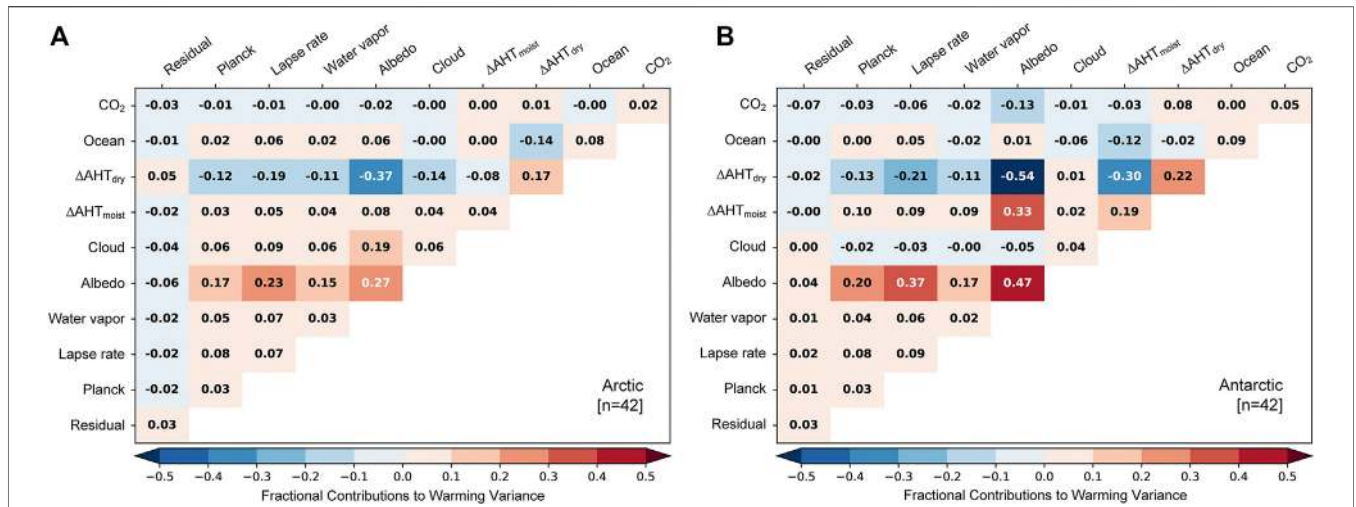 A
Residual Planck Lapse rate Water vapor Albedo Cloud ΔAHTmoist ΔAHTdry Ocean CO2
CO2 -0.03 -0.01 -0.01 -0.00 -0.02 -0.00 0.00 0.01 -0.00 0.02
Ocean -0.01 0.02 0.06 0.02 0.06 -0.00 0.00 -0.14 0.08
ΔAHTdry 0.05 -0.12 -0.19 -0.11 -0.37 -0.14 -0.08 0.17
ΔAHTmoist -0.02 0.03 0.05 0.04 0.08 0.04 0.04
Cloud -0.04 0.06 0.09 0.06 0.19 0.06
Albedo -0.06 0.17 0.23 0.15 0.27
Water vapor -0.02 0.05 0.07 0.03
Lapse rate -0.02 0.08 0.07
Planck -0.02 0.03
Residual 0.03
Arctic
[n=42]
−0.5 −0.4 −0.3 −0.2 −0.1 0.0 0.1 0.2 0.3 0.4 0.5
Fractional Contributions to Warming Variance
B
Residual Planck Lapse rate Water vapor Albedo Cloud ΔAHTmoist ΔAHTdry Ocean CO2
CO2 -0.07 -0.03 -0.06 -0.02 -0.13 -0.01 -0.03 0.08 0.00 0.05
Ocean -0.00 0.00 0.05 -0.02 0.01 -0.06 -0.12 -0.02 0.09
ΔAHTdry -0.02 -0.13 -0.21 -0.11 -0.54 0.01 -0.30 0.22
ΔAHTmoist -0.00 0.10 0.09 0.09 0.33 0.02 0.19
Cloud 0.00 -0.02 -0.03 -0.00 -0.05 0.04
Albedo 0.04 0.20 0.37 0.17 0.47
Water vapor 0.01 0.04 0.06 0.02
Lapse rate 0.02 0.08 0.09
Planck 0.01 0.03
Residual 0.03
Antarctic
[n=42]
−0.5 −0.4 −0.3 −0.2 −0.1 0.0 0.1 0.2 0.3 0.4 0.5
Fractional Contributions to Warming Variance